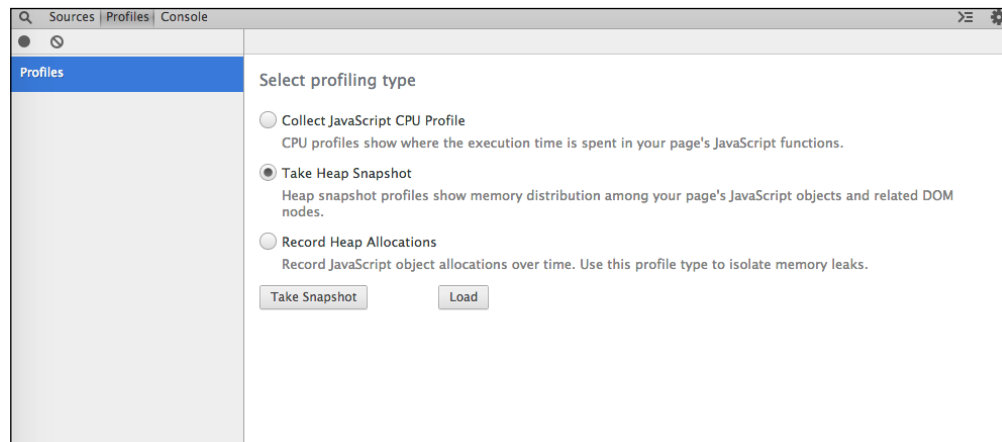 Sources Profiles Console
Profiles
Select profiling type
Collect JavaScript CPU Profile
CPU profiles show where the execution time is spent in your page's JavaScript functions.
Take Heap Snapshot
Heap snapshot profiles show memory distribution among your page's JavaScript objects and related DOM
nodes.
Record Heap Allocations
Record JavaScript object allocations over time. Use this profile type to isolate memory leaks.
Take Snapshot Load